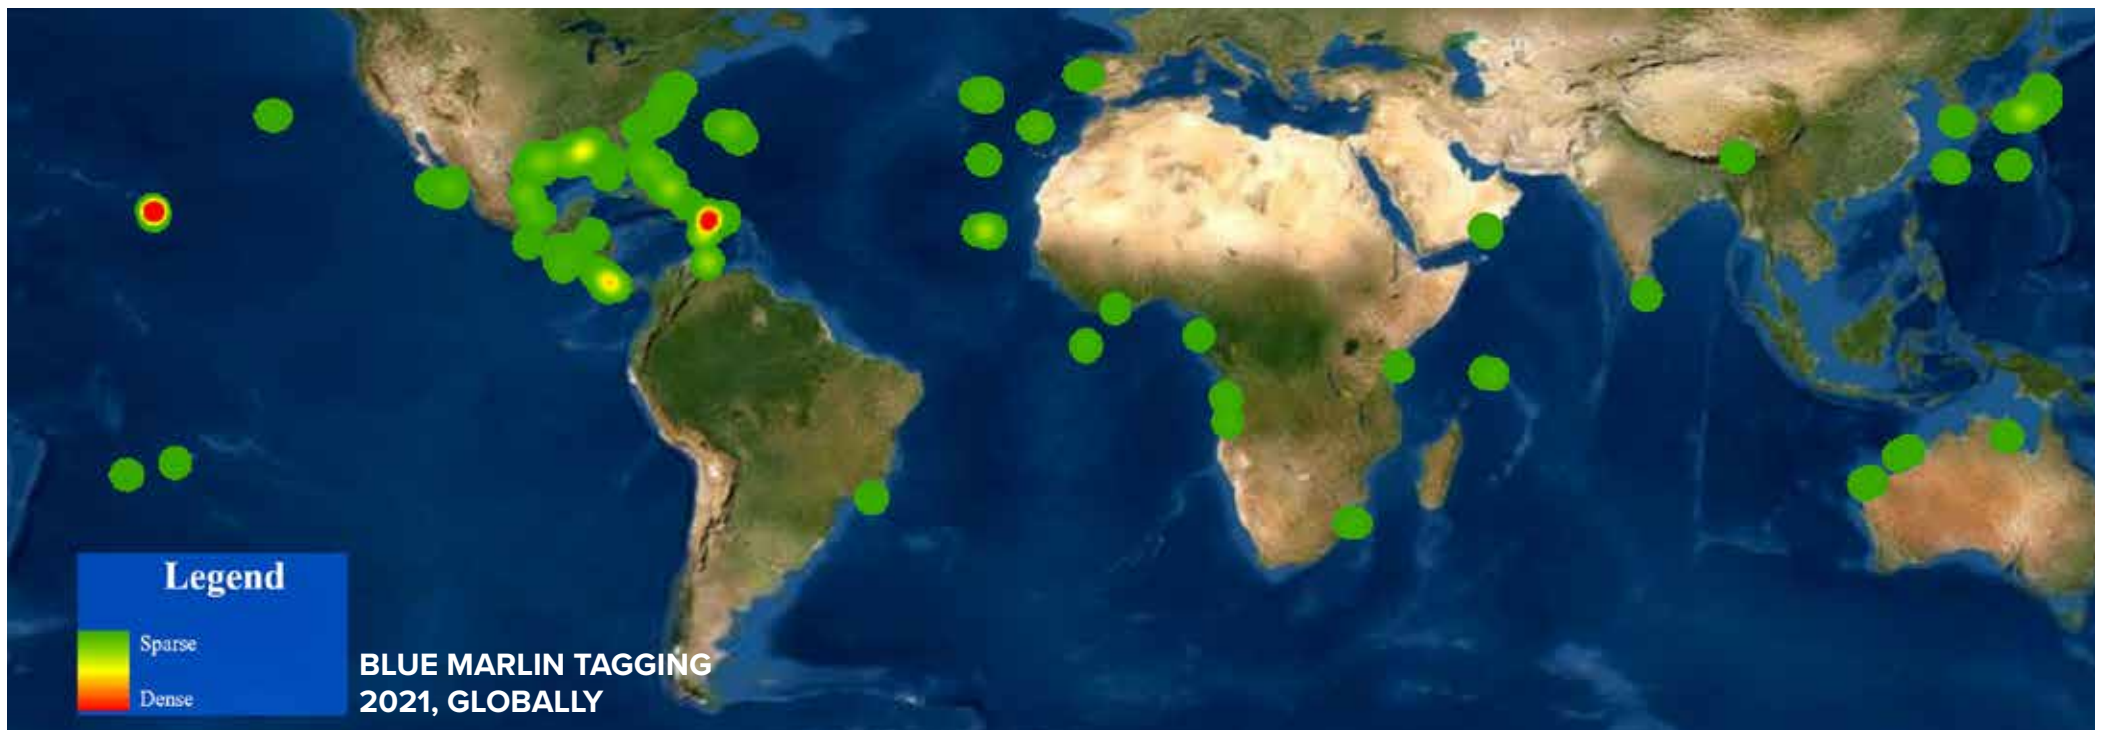 Legend
Sparse
Dense
BLUE MARLIN TAGGING
2021, GLOBALLY